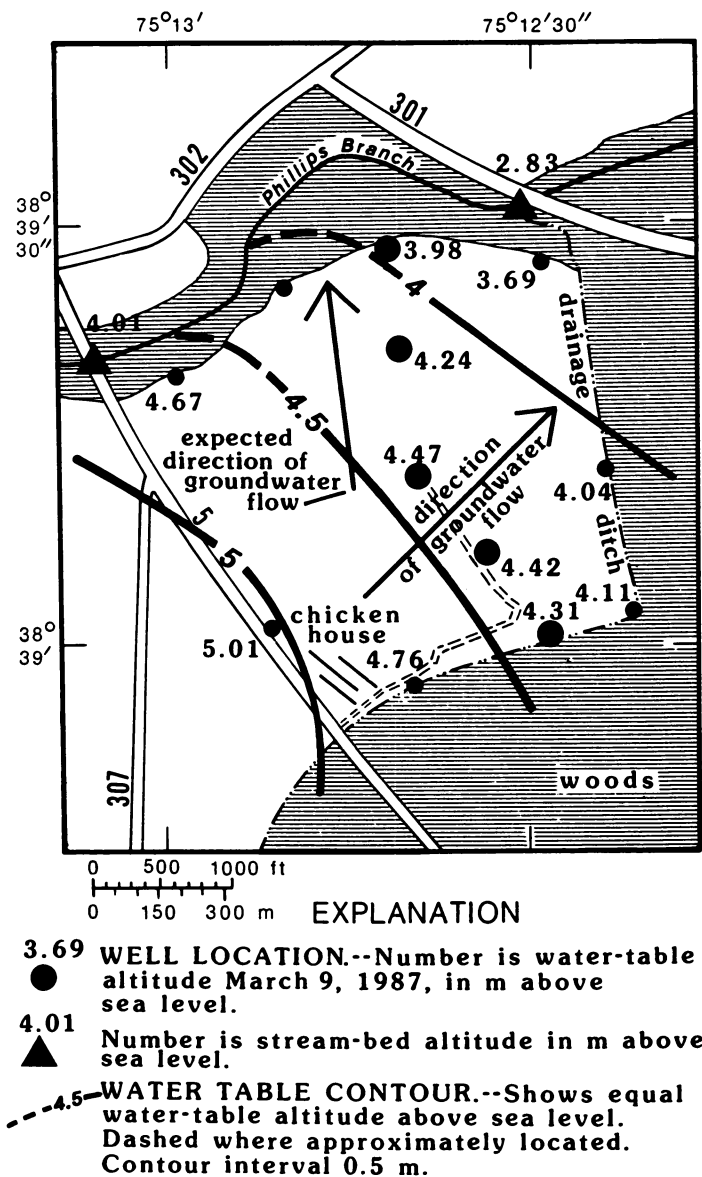 75°13′
75°12′30″
301
302
Phillips Branch
2.83
38°
39′
30″
3.98
3.69
4
4.01
drainage
4.24
4.67
4.5
expected
direction of
groundwater
flow
4.47
direction
of groundwater
flow
4.04
5
5
ditch
4.42
4.11
4.31
chicken
house
38°
39′
5.01
4.76
307
woods
0 500 1000 ft
0 150 300 m
EXPLANATION
3.69 WELL LOCATION.--Number is water-table
altitude March 9, 1987, in m above
sea level.
4.01 Number is stream-bed altitude in m above
sea level.
4.5 WATER TABLE CONTOUR.--Shows equal
water-table altitude above sea level.
Dashed where approximately located.
Contour interval 0.5 m.